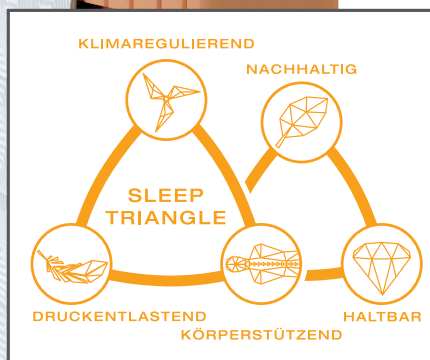 KLIMAREGULIEREND
NACHHALTIG
SLEEP
TRIANGLE
DRUCKENTLASTEND
HALTBAR
KÖRPERSTÜTZEND